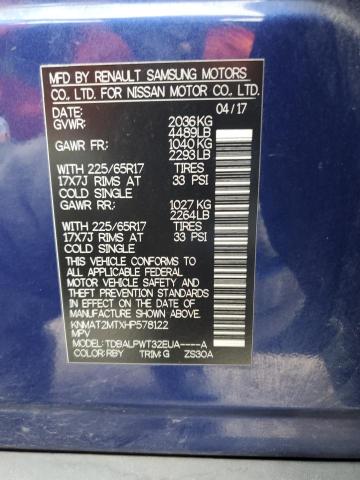 MFD BY RENAULT SAMSUNG MOTORS
CO., LTD. FOR NISSAN MOTOR CO., LTD.
DATE: 04/17
GVWR: 2036KG
4489LB
GAWR FR: 1040KG
2293LB
WITH 225/65R17 TIRES
17X7J RIMS AT 33 PSI
COLD SINGLE
GAWR RR: 1027KG
2264LB
WITH 225/65R17 TIRES
17X7J RIMS AT 33 PSI
COLD SINGLE
THIS VEHICLE CONFORMS TO ALL
APPLICABLE U.S. FEDERAL
MOTOR VEHICLE SAFETY AND
THEFT PREVENTION STANDARDS
IN EFFECT ON THE DATE OF
MANUFACTURE SHOWN ABOVE.
KNMAT2MTXHP578122
MPV
MODEL:TDBALPWT32EUA----A
COLOR:RBY TRIM:G ZS30A